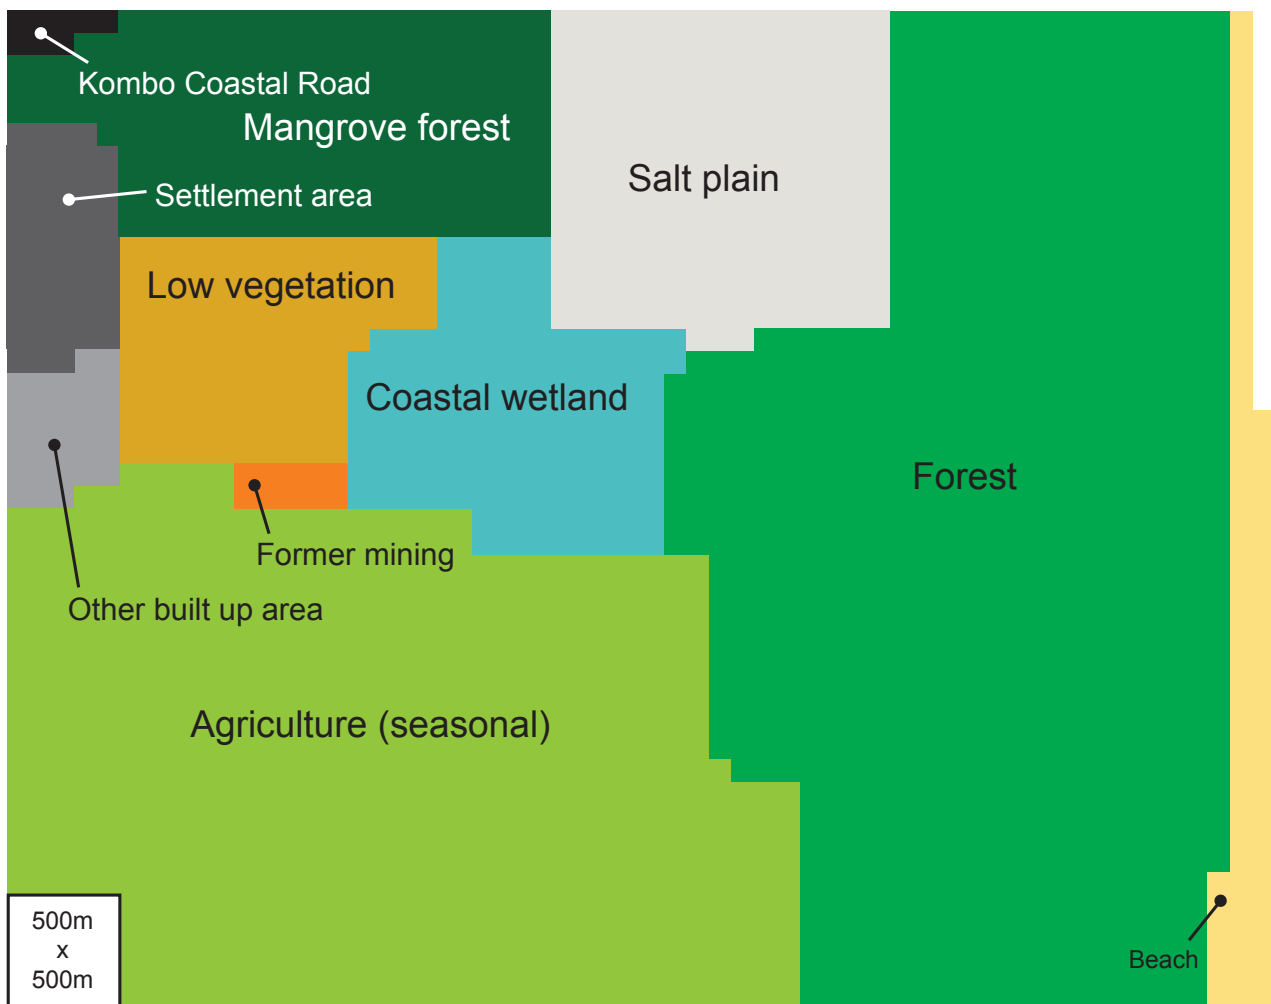 Kombo Coastal Road
Mangrove forest
Salt plain
Settlement area
Low vegetation
Coastal wetland
Forest
Former mining
Other built up area
Agriculture (seasonal)
500m
x
500m
Beach